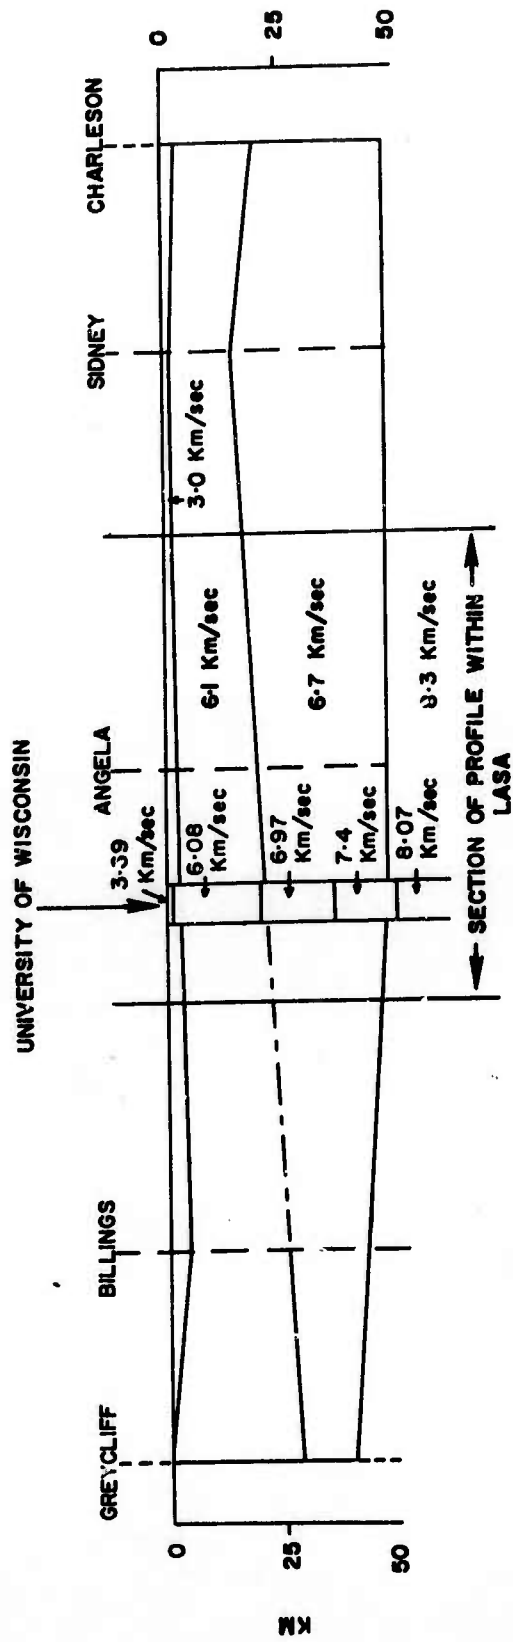 UNIVERSITY OF WISCONSIN
GREYCLIFF
BILLINGS
ANGELA
SIDNEY
CHARLESON
0
25
50
KM
0
25
50
3.39
Km/sec
6.08
Km/sec
6.97
Km/sec
7.4
Km/sec
8.07
Km/sec
3.0 Km/sec
6.1 Km/sec
6.7 Km/sec
8.3 Km/sec
SECTION OF PROFILE WITHIN
LASA